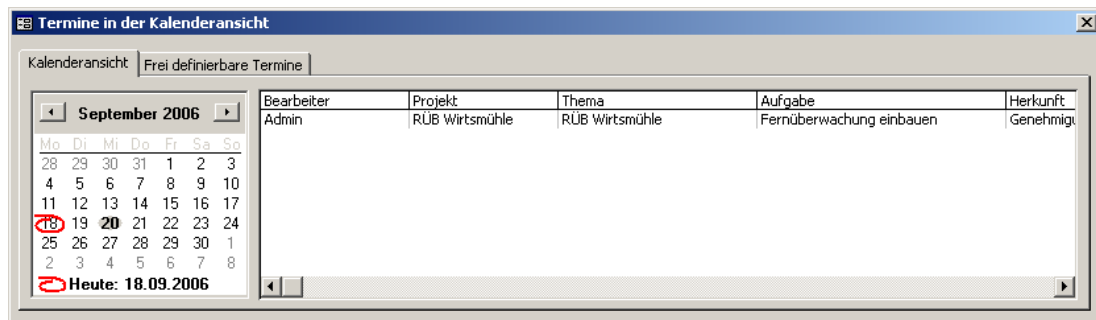 Termine in der Kalenderansicht
Kalenderansicht Frei definierbare Termine
September 2006
Mo Di Mi Do Fr Sa So
28 29 30 31 1 2 3
4 5 6 7 8 9 10
11 12 13 14 15 16 17
18 19 20 21 22 23 24
25 26 27 28 29 30 1
2 3 4 5 6 7 8
Heute: 18.09.2006
Bearbeiter Projekt Thema Aufgabe Herkunft
Admin RÜB Wirtsmühle RÜB Wirtsmühle Fernüberwachung einbauen Genehmigu